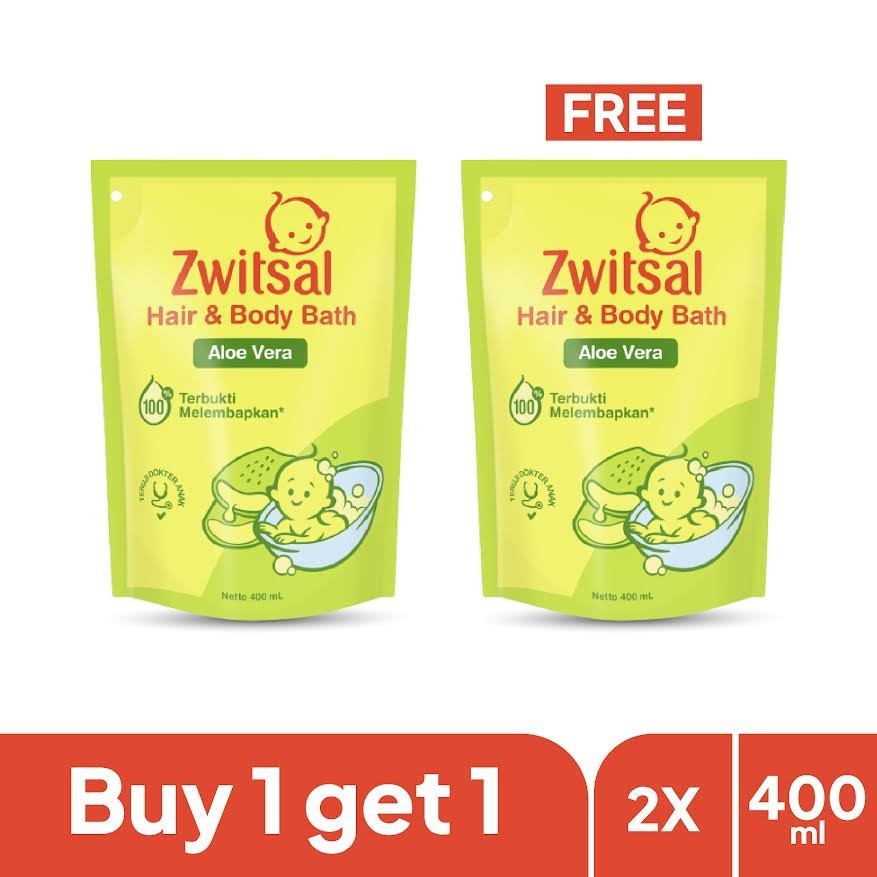 FREE
Zwitsal
Hair & Body Bath
Aloe Vera
100%
Terbukti
Melembapkan*
TERUJI DOKTER ANAK
Netto 400 mL
Zwitsal
Hair & Body Bath
Aloe Vera
100%
Terbukti
Melembapkan*
TERUJI DOKTER ANAK
Netto 400 mL
Buy 1 get 1
2X
400
ml